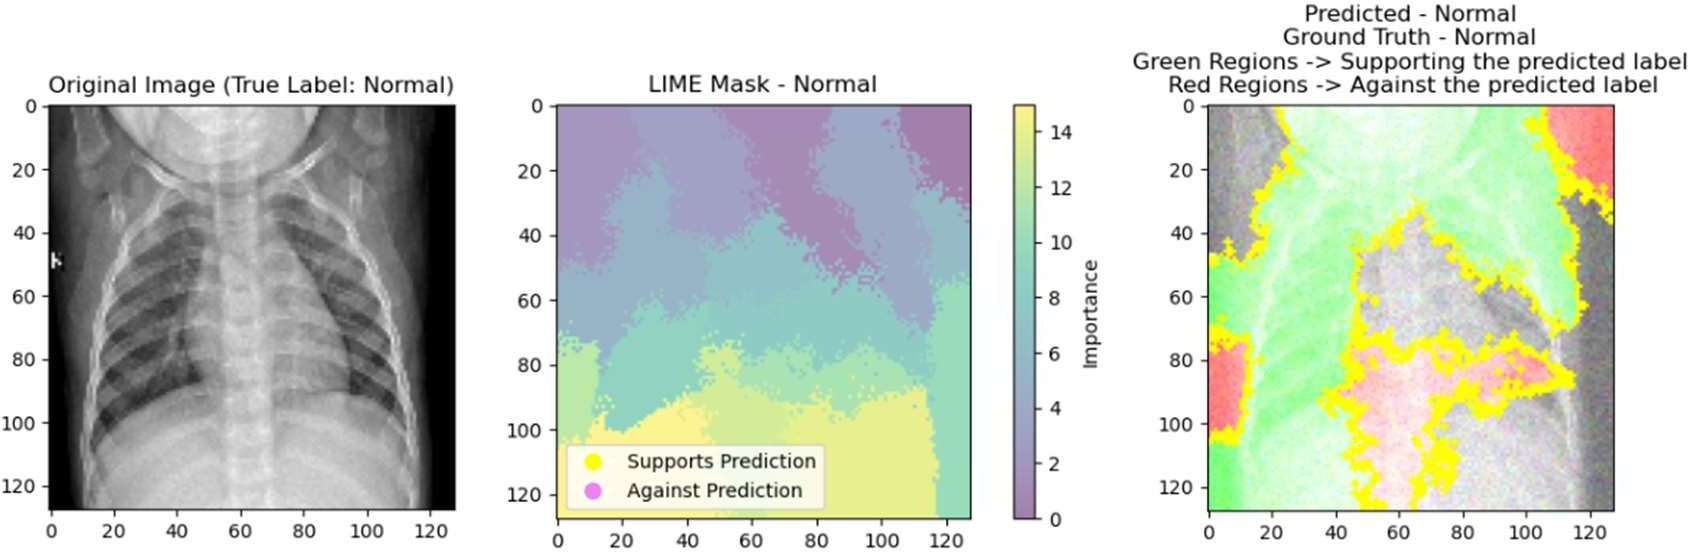 Original Image (True Label: Normal)
0
20
40
60
80
100
120
0 20 40 60 80 100 120
LIME Mask - Normal
0
20
40
60
80
100
120
0 20 40 60 80 100 120
Supports Prediction
Against Prediction
14
12
10
8
6
4
2
0
Importance
Predicted - Normal
Ground Truth - Normal
Green Regions -> Supporting the predicted label
Red Regions -> Against the predicted label
0
20
40
60
80
100
120
0 20 40 60 80 100 120